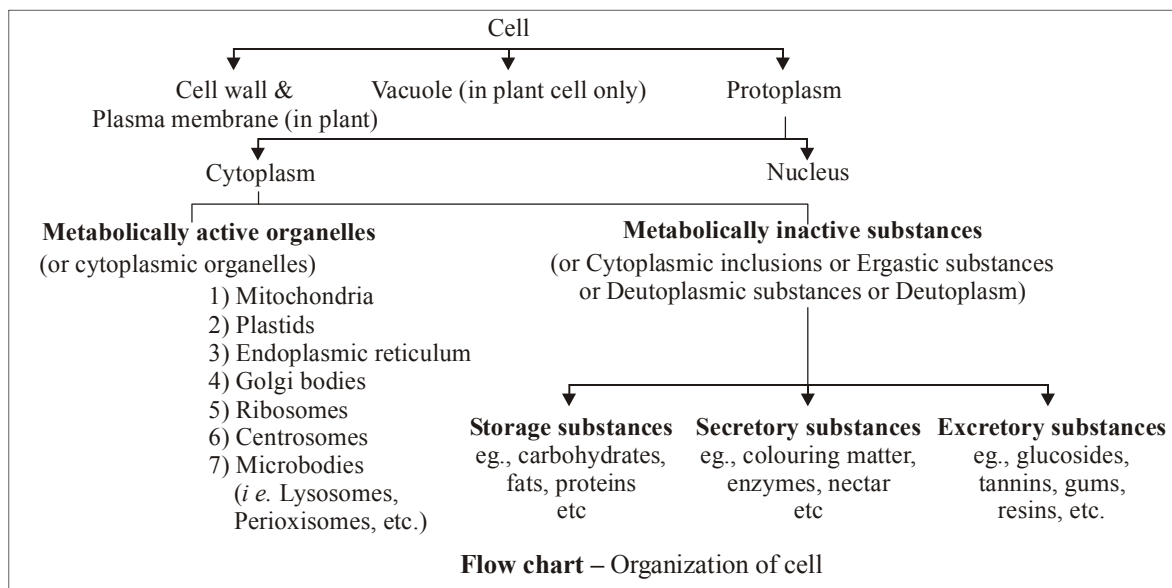 Cell
Cell wall &
Plasma membrane (in plant)
Vacuole (in plant cell only)
Protoplasm
Cytoplasm
Nucleus
Metabolically active organelles
(or cytoplasmic organelles)
1) Mitochondria
2) Plastids
3) Endoplasmic reticulum
4) Golgi bodies
5) Ribosomes
6) Centrosomes
7) Microbodies
(i e. Lysosomes,
Perioxisomes, etc.)
Metabolically inactive substances
(or Cytoplasmic inclusions or Ergastic substances
or Deutoplasmic substances or Deutoplasm)
Storage substances
eg., carbohydrates,
fats, proteins
etc
Secretory substances
eg., colouring matter,
enzymes, nectar
etc
Excretory substances
eg., glucosides,
tannins, gums,
resins, etc.
Flow chart – Organization of cell